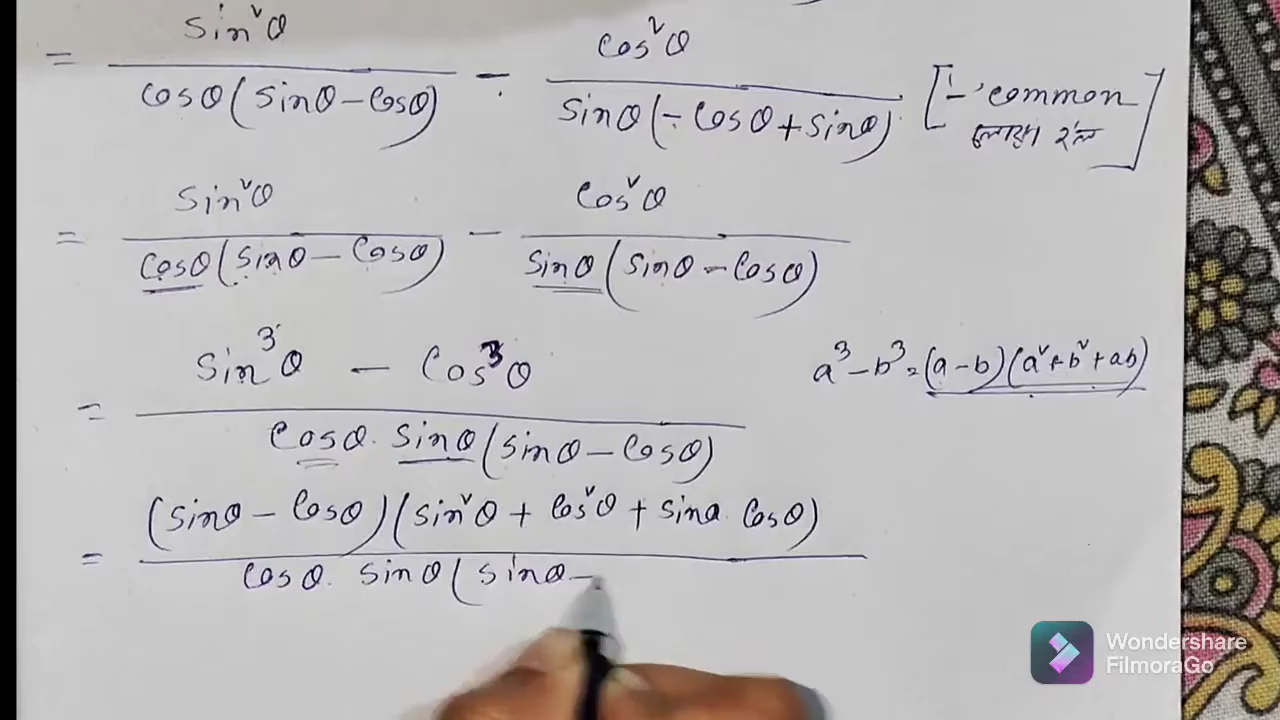 = sin²θ / cosθ(sinθ - cosθ) - cos²θ / sinθ(-cosθ + sinθ) ['-' common লোৱা হ'ল]
= sin²θ / cosθ(sinθ - cosθ) - cos²θ / sinθ(sinθ - cosθ)
= sin³θ - cos³θ / cosθ. sinθ(sinθ - cosθ) a³ - b³ = (a - b)(a² + b² + ab)
= (sinθ - cosθ)(sin²θ + cos²θ + sinθ. cosθ) / cosθ. sinθ(sinθ -
Wondershare
FilmoraGo